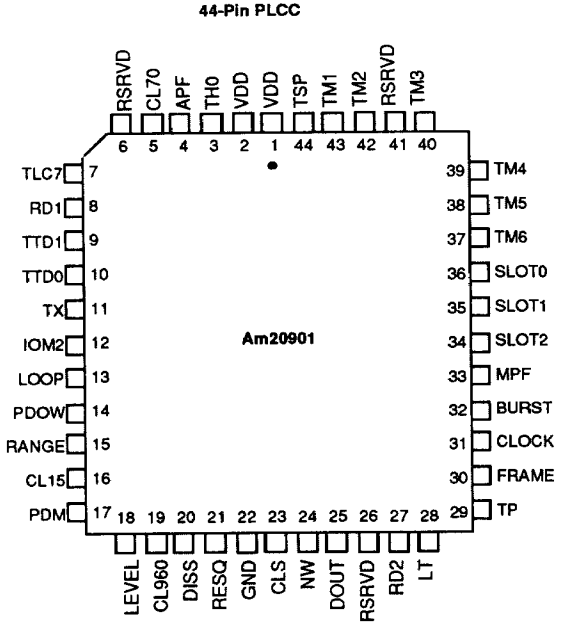 44-Pin PLCC
RSRVD CL70 APF TH0 VDD VDD TSP TM1 TM2 RSRVD TM3
6 5 4 3 2 1 44 43 42 41 40
TLC7 7 39 TM4
RD1 8 38 TM5
TTD1 9 37 TM6
TTD0 10 36 SLOT0
TX 11 35 SLOT1
Am20901
IOM2 12 34 SLOT2
LOOP 13 33 MPF
PDOW 14 32 BURST
RANGE 15 31 CLOCK
CL15 16 30 FRAME
PDM 17 29 TP
18 19 20 21 22 23 24 25 26 27 28
LEVEL CL960 DISS RESQ GND CLS NW DOUT RSRVD RD2 LT